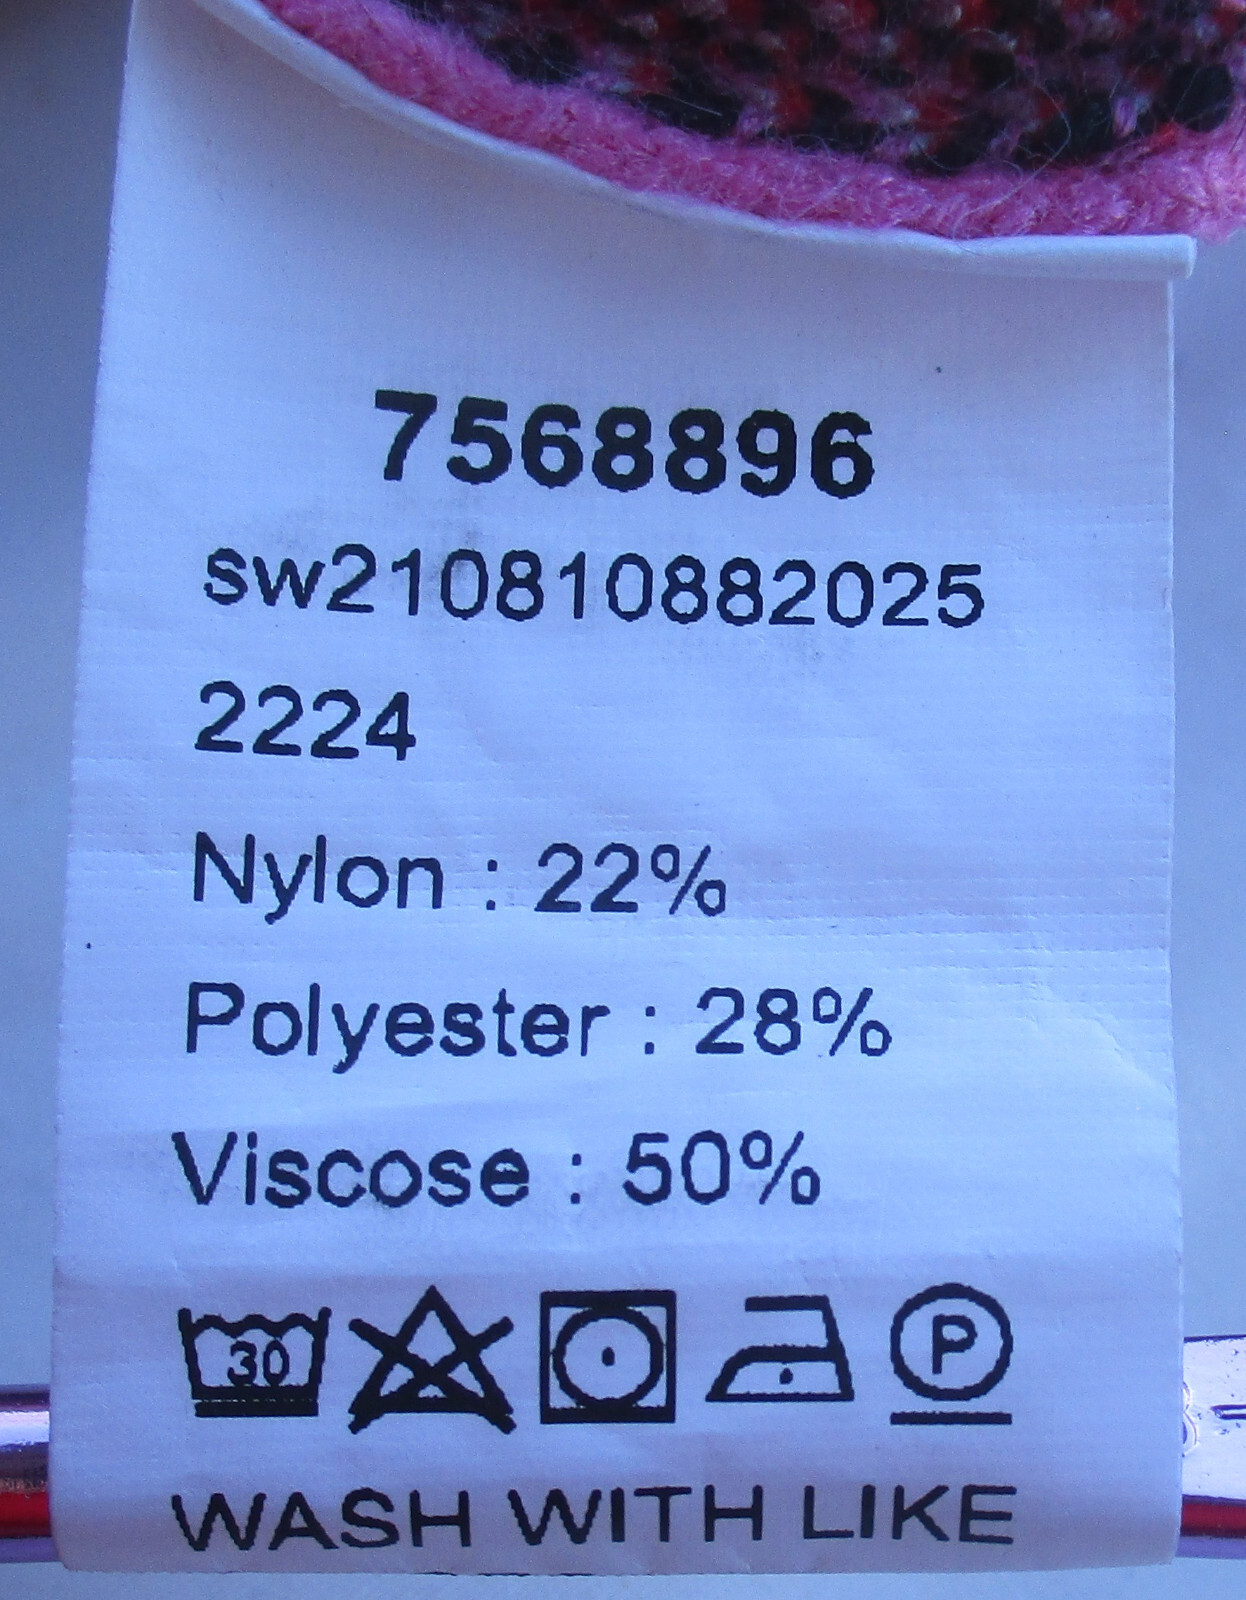 7568896
sw210810882025
2224
Nylon : 22%
Polyester : 28%
Viscose : 50%
30 P
WASH WITH LIKE